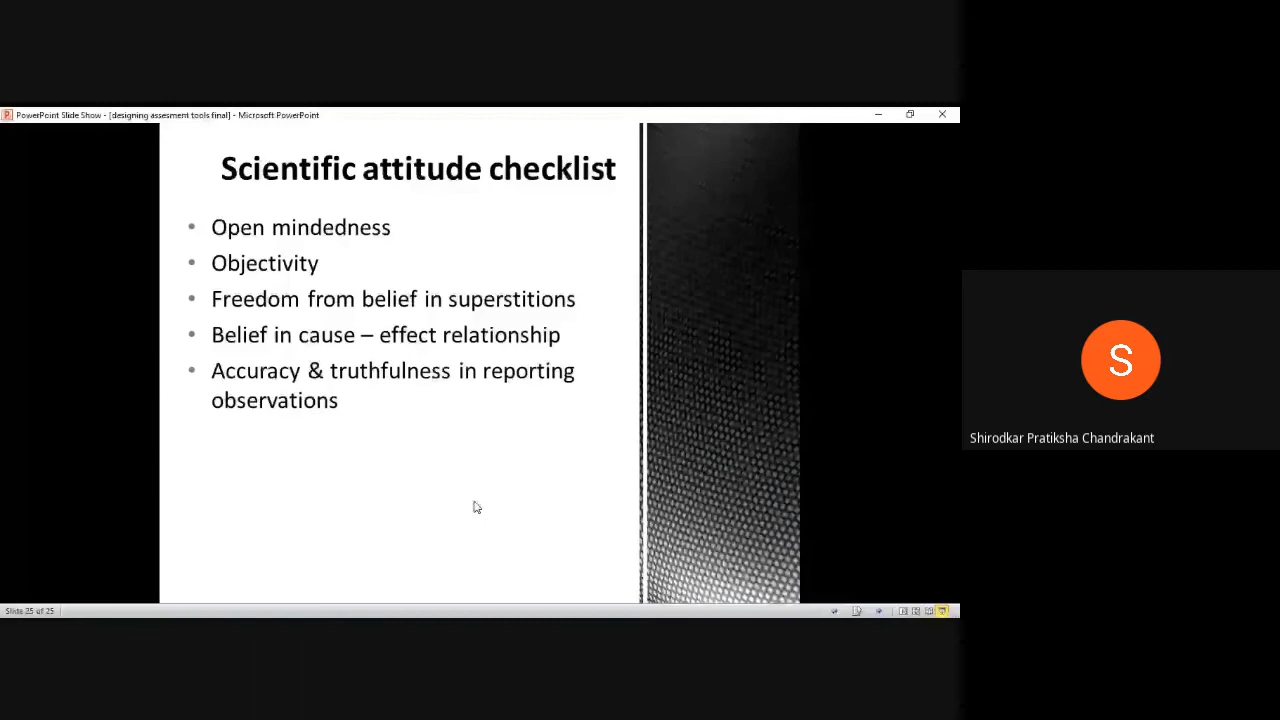 PowerPoint Slide Show - [designing assesment tools final] - Microsoft PowerPoint
Scientific attitude checklist
• Open mindedness
• Objectivity
• Freedom from belief in superstitions
• Belief in cause – effect relationship
• Accuracy & truthfulness in reporting
observations
S
Shirodkar Pratiksha Chandrakant
Slide 25 of 25